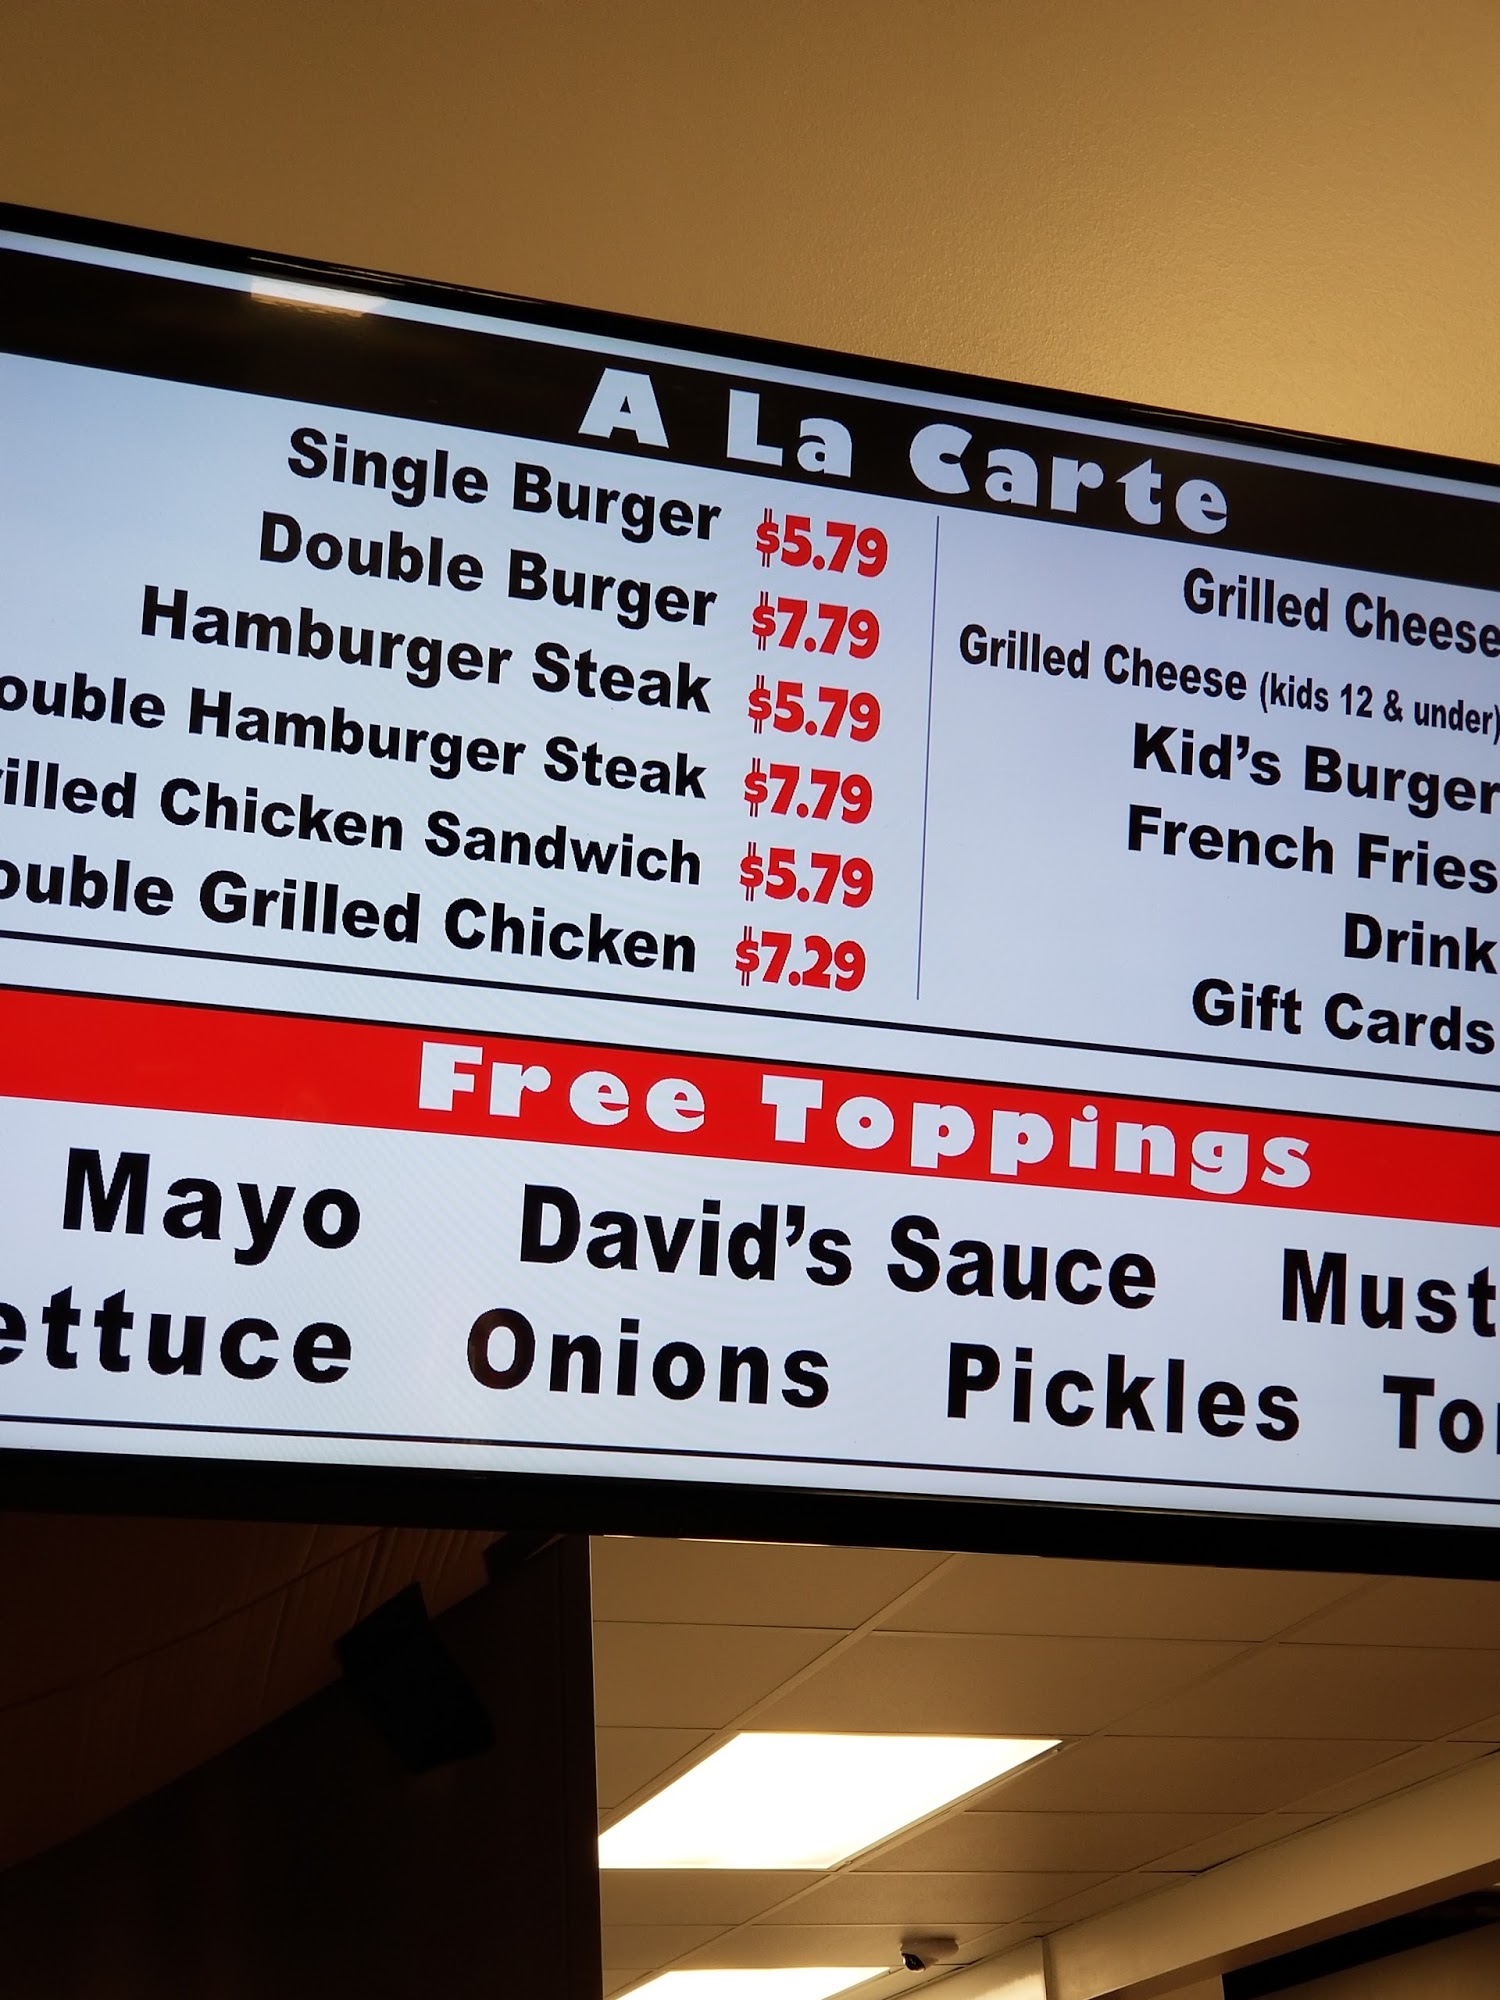 A La Carte
Single Burger $5.79
Double Burger $7.79
Hamburger Steak $5.79
ouble Hamburger Steak $7.79
illed Chicken Sandwich $5.79
ouble Grilled Chicken $7.29
Grilled Cheese
Grilled Cheese (kids 12 & under)
Kid's Burger
French Fries
Drink
Gift Cards
Free Toppings
Mayo David's Sauce Must
ettuce Onions Pickles To